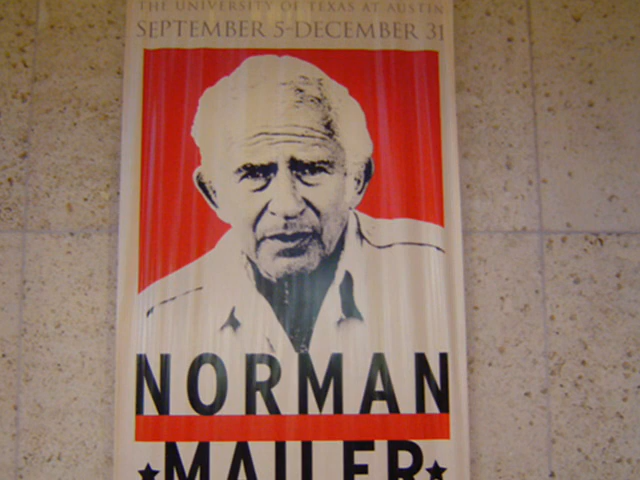 THE UNIVERSITY OF TEXAS AT AUSTIN
SEPTEMBER 5-DECEMBER 31
NORMAN
★MAILER★